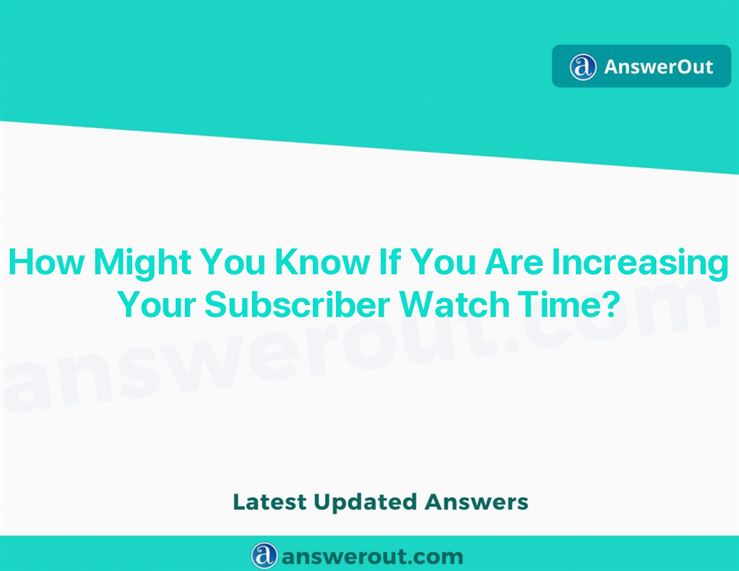 AnswerOut
How Might You Know If You Are Increasing
Your Subscriber Watch Time?
answerout.com
Latest Updated Answers
answerout.com